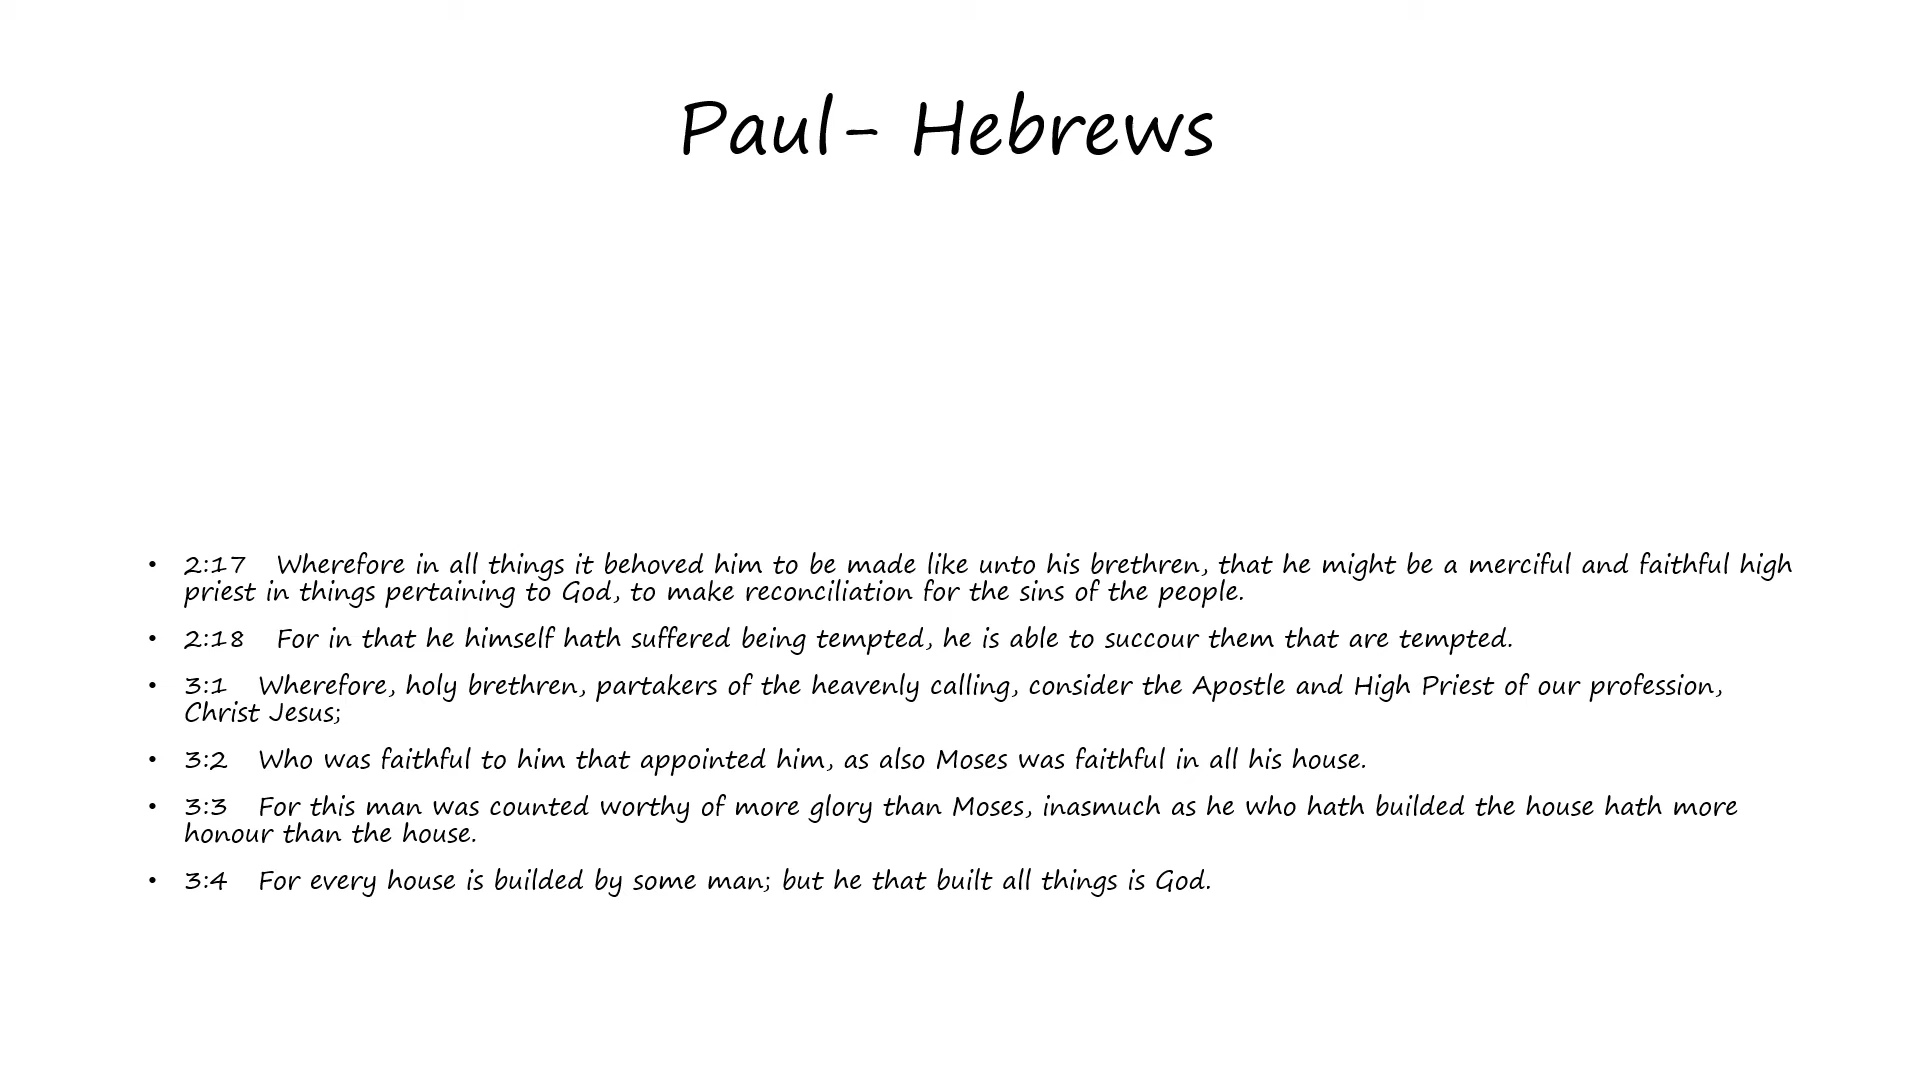 Paul- Hebrews
• 2:17 Wherefore in all things it behoved him to be made like unto his brethren, that he might be a merciful and faithful high
priest in things pertaining to God, to make reconciliation for the sins of the people.
• 2:18 For in that he himself hath suffered being tempted, he is able to succour them that are tempted.
• 3:1 Wherefore, holy brethren, partakers of the heavenly calling, consider the Apostle and High Priest of our profession,
Christ Jesus;
• 3:2 Who was faithful to him that appointed him, as also Moses was faithful in all his house.
• 3:3 For this man was counted worthy of more glory than Moses, inasmuch as he who hath builded the house hath more
honour than the house.
• 3:4 For every house is builded by some man; but he that built all things is God.